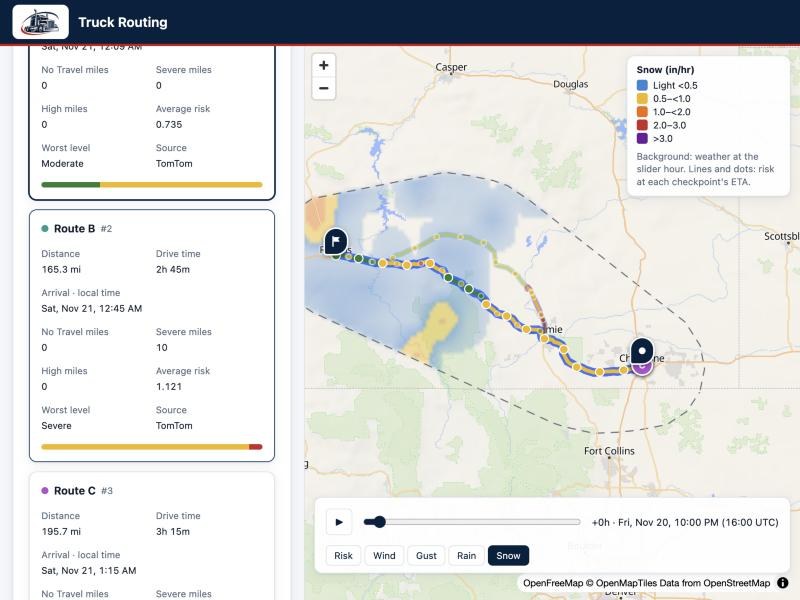 Truck Routing
Sat, Nov 21, 12:09 AM
No Travel miles
Severe miles
0
0
High miles
Average risk
0
0.735
Worst level
Source
Moderate
TomTom
Route B #2
Distance
Drive time
165.3 mi
2h 45m
Arrival · local time
Sat, Nov 21, 12:45 AM
No Travel miles
Severe miles
0
10
High miles
Average risk
0
1.121
Worst level
Source
Severe
TomTom
Route C #3
Distance
Drive time
195.7 mi
3h 15m
Arrival · local time
Sat, Nov 21, 1:15 AM
No Travel miles
Severe miles
+
−
Casper
Douglas
Scottsbl
mie
Fort Collins
Denver
Snow (in/hr)
Light <0.5
0.5–<1.0
1.0–<2.0
2.0–3.0
>3.0
Background: weather at the
slider hour. Lines and dots: risk
at each checkpoint's ETA.
+0h · Fri, Nov 20, 10:00 PM (16:00 UTC)
Risk
Wind
Gust
Rain
Snow
OpenFreeMap © OpenMapTiles Data from OpenStreetMap